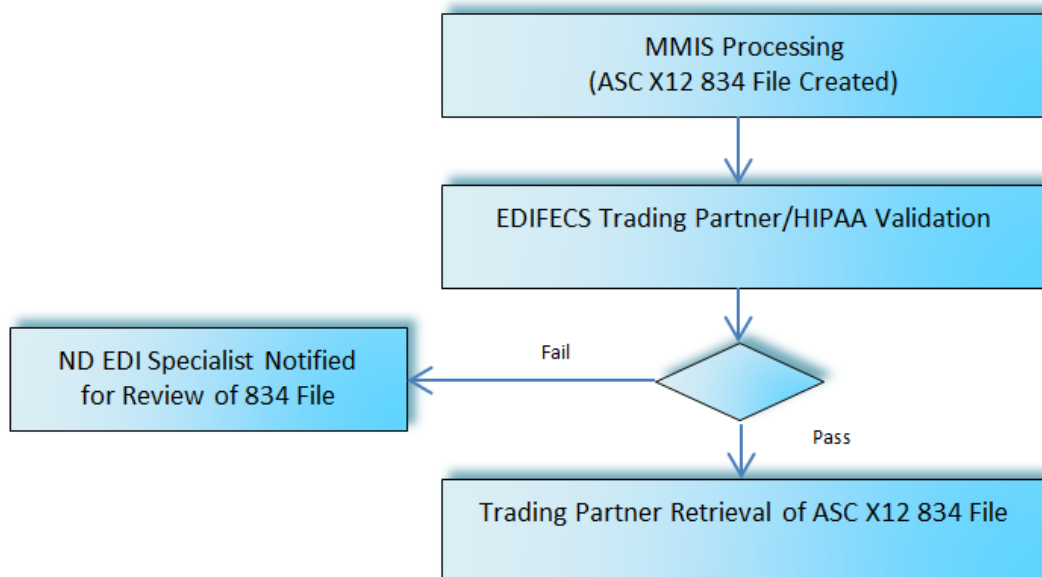 MMIS Processing
(ASC X12 834 File Created)
EDIFECS Trading Partner/HIPAA Validation
ND EDI Specialist Notified
for Review of 834 File
Fail
Pass
Trading Partner Retrieval of ASC X12 834 File